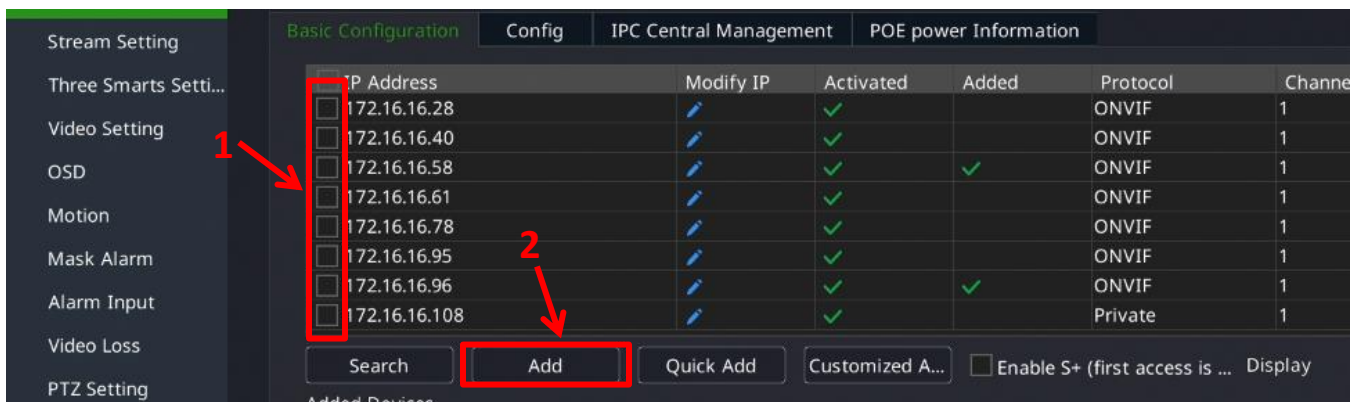 Basic Configuration Config IPC Central Management POE power Information
Stream Setting
Three Smarts Setti...
Video Setting
OSD
Motion
Mask Alarm
Alarm Input
Video Loss
PTZ Setting
1
2
IP Address Modify IP Activated Added Protocol Channe
172.16.16.28 ONVIF 1
172.16.16.40 ONVIF 1
172.16.16.58 ONVIF 1
172.16.16.61 ONVIF 1
172.16.16.78 ONVIF 1
172.16.16.95 ONVIF 1
172.16.16.96 ONVIF 1
172.16.16.108 Private 1
Search Add Quick Add Customized A... Enable S+ (first access is ... Display
Added Devices